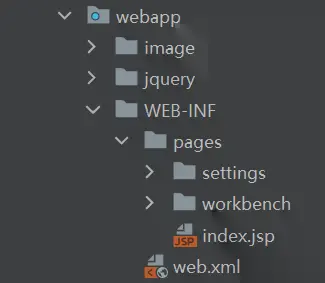 webapp
image
jquery
WEB-INF
pages
settings
workbench
JSP index.jsp
web.xml